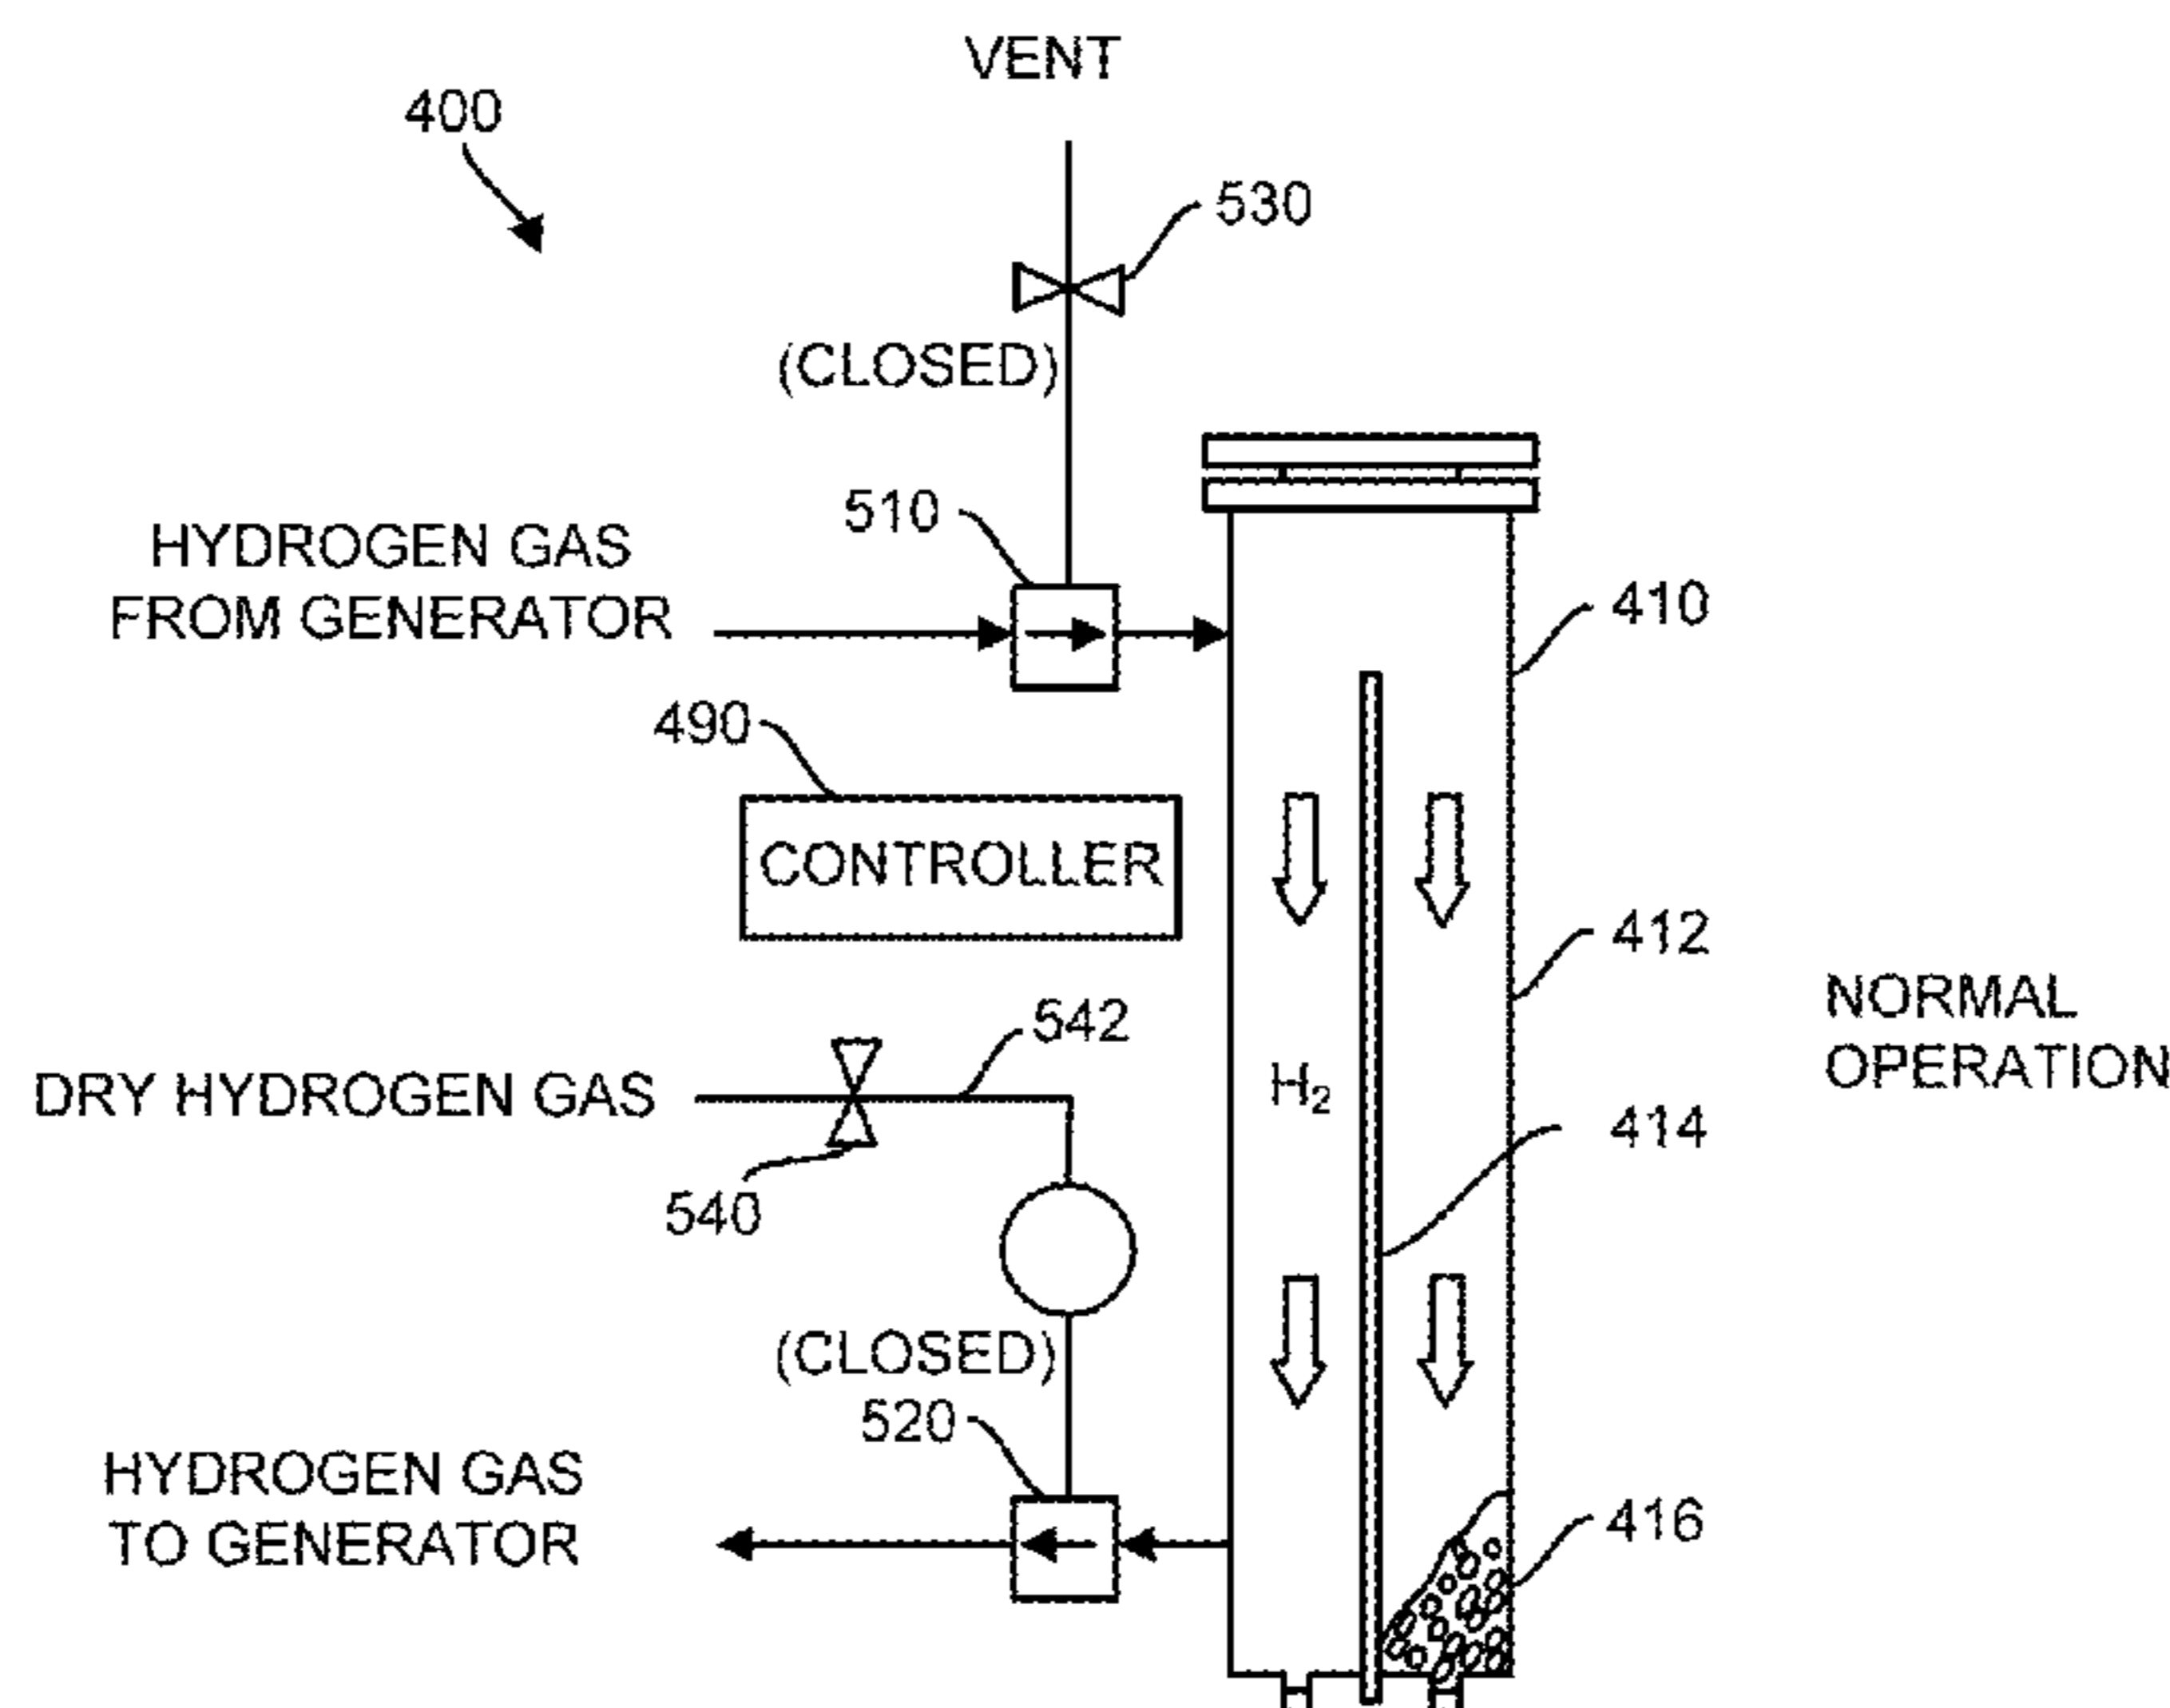 VENT
400
530
(CLOSED)
510
HYDROGEN GAS
FROM GENERATOR
410
490
CONTROLLER
412
NORMAL
OPERATION
542
DRY HYDROGEN GAS
H₂
414
540
(CLOSED)
520
HYDROGEN GAS
TO GENERATOR
416